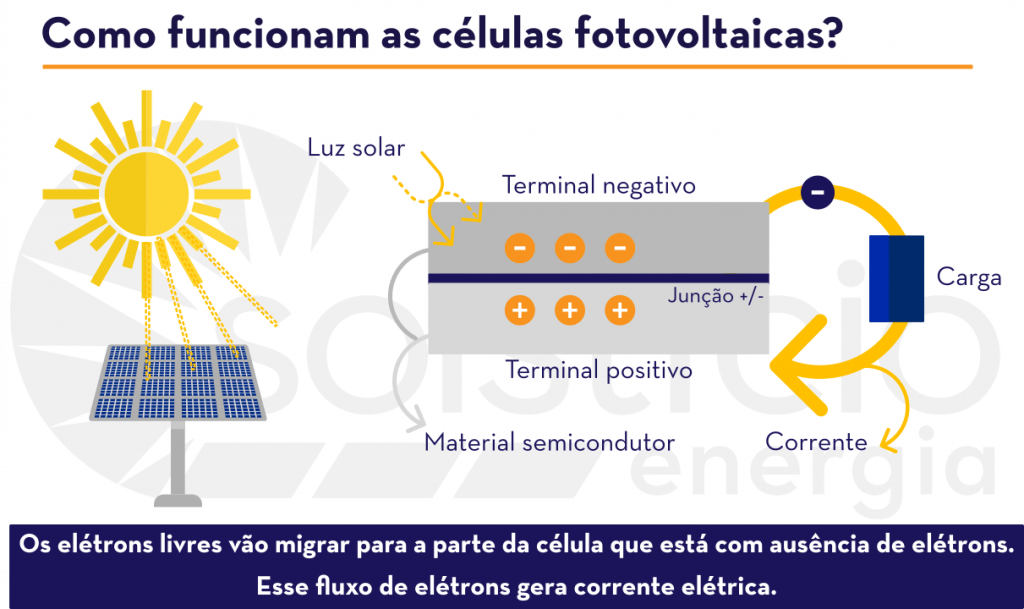 Como funcionam as células fotovoltaicas?
Luz solar
Terminal negativo
Carga
Junção +/-
Terminal positivo
Material semicondutor
Corrente
solstício
energia
Os elétrons livres vão migrar para a parte da célula que está com ausência de elétrons.
Esse fluxo de elétrons gera corrente elétrica.